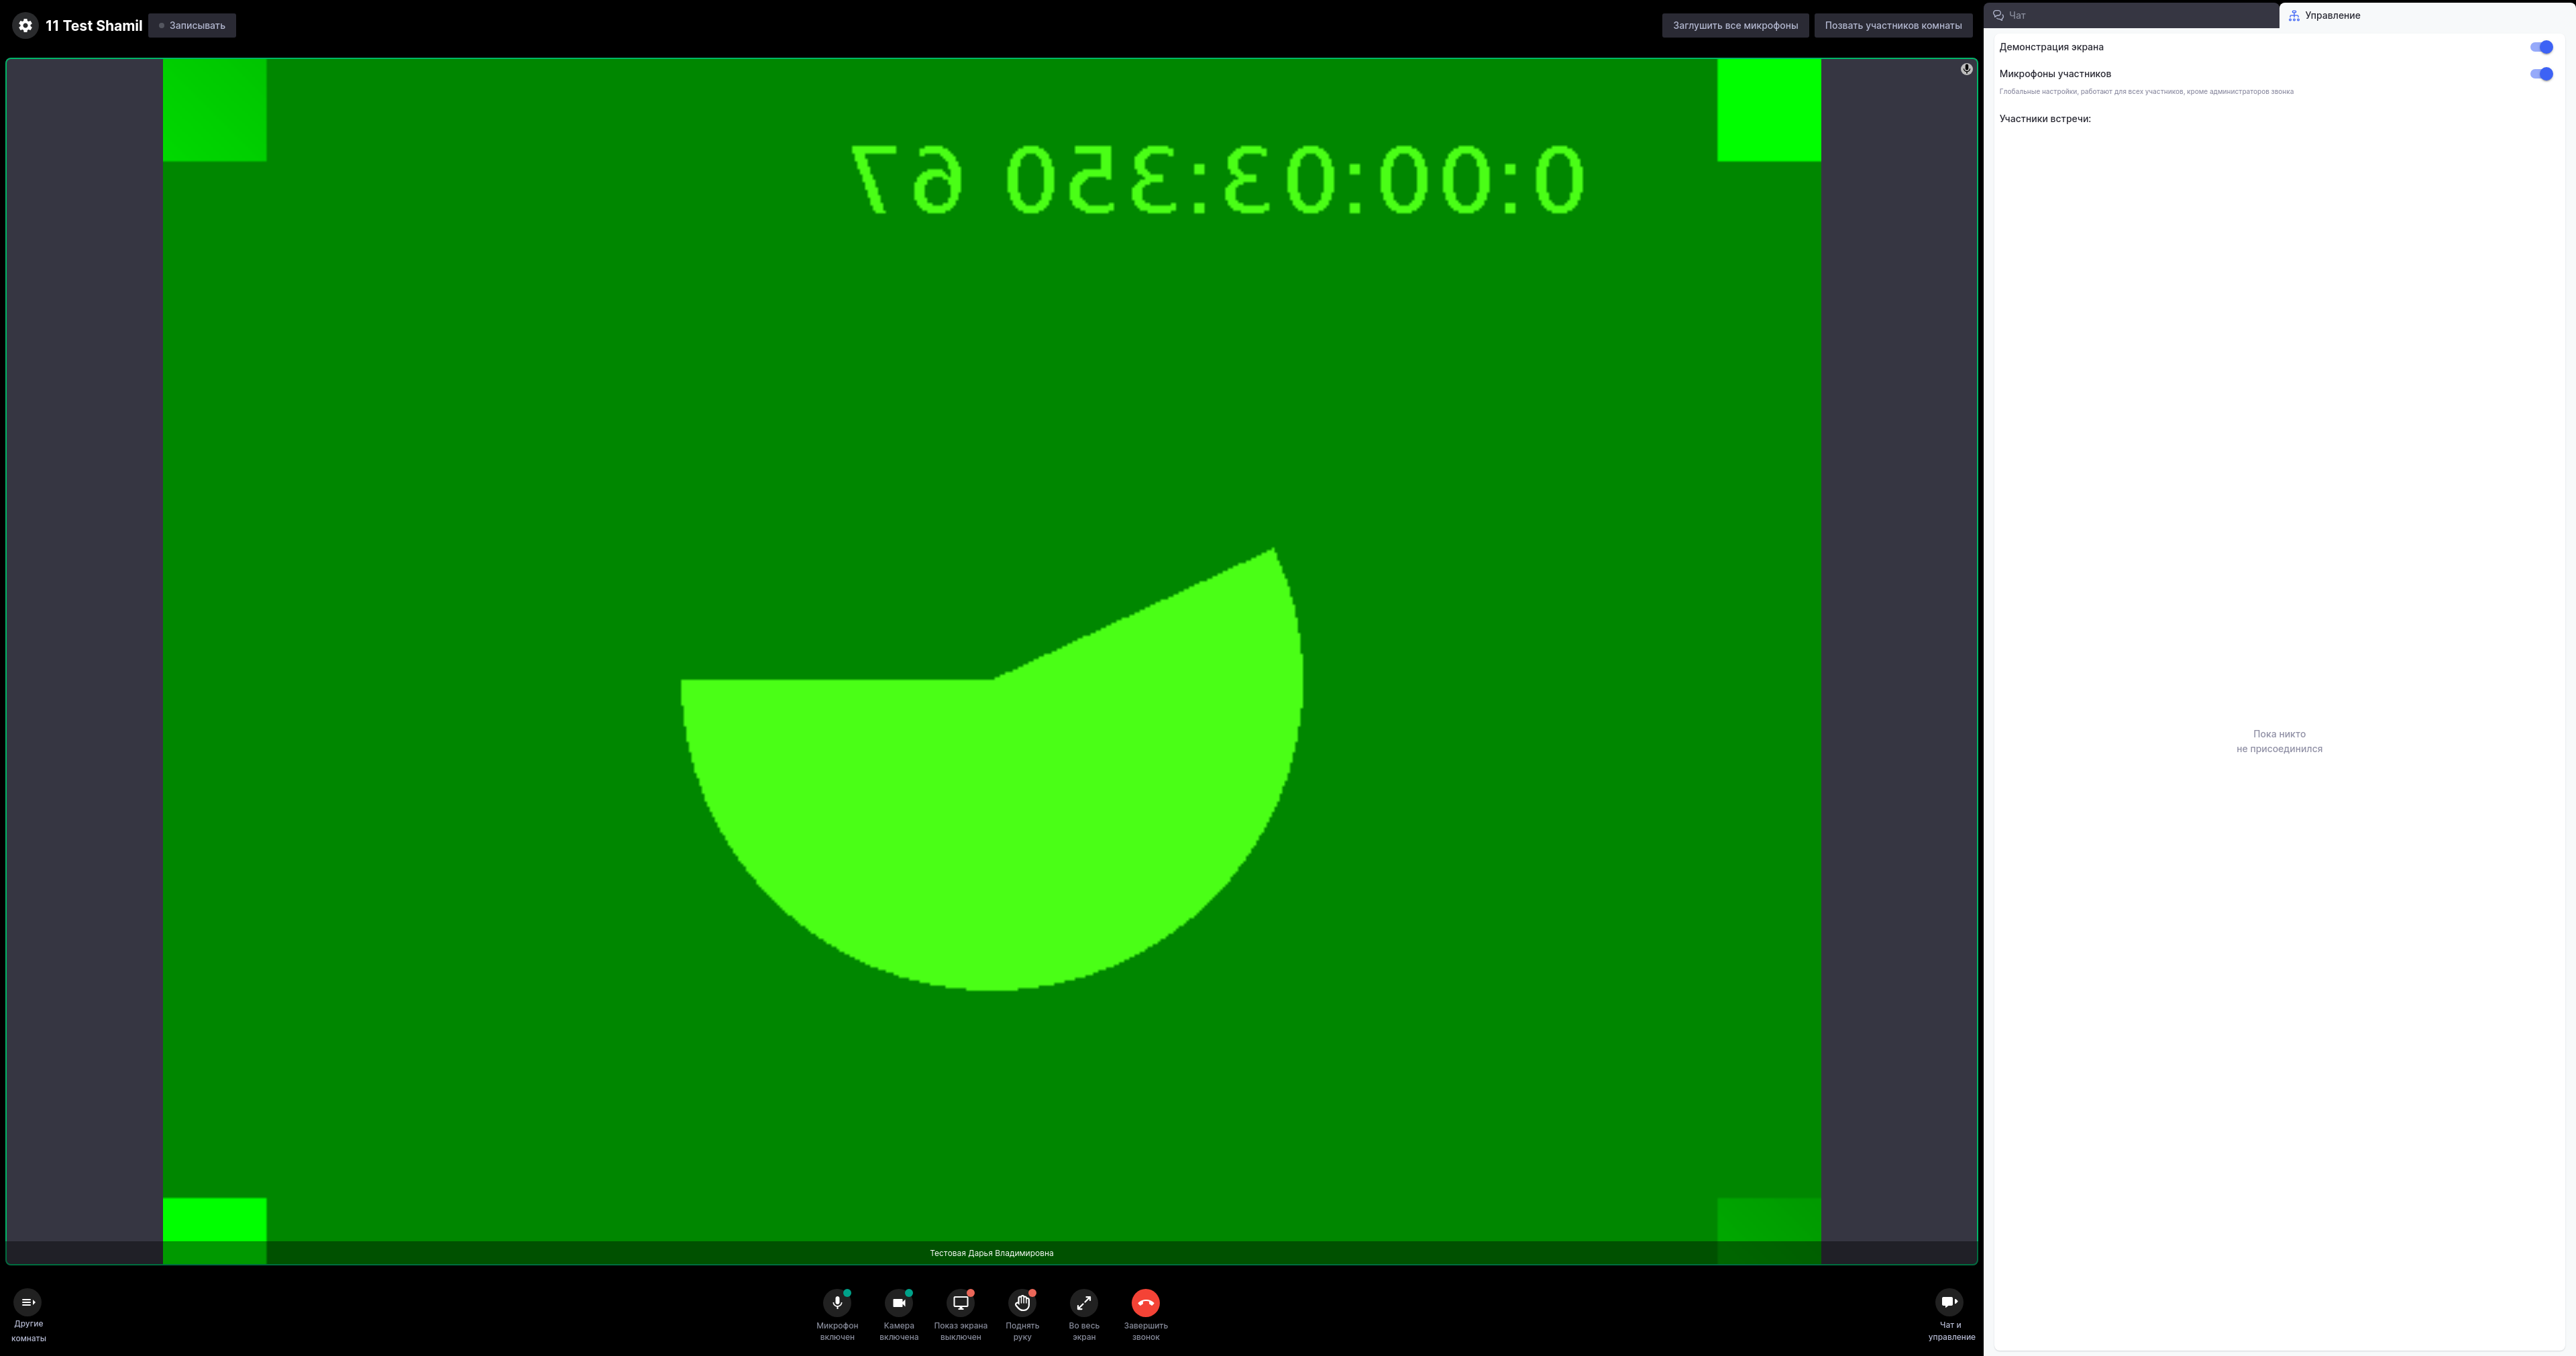 11 Test Shamil
Записывать
Заглушить все микрофоны
Позвать участников комнаты
Чат
Управление
Демонстрация экрана
Микрофоны участников
Глобальные настройки, работают для всех участников, кроме администраторов звонка
Участники встречи:
0:00:03:350 67
Пока никто
не присоединился
Тестовая Дарья Владимировна
Другие
комнаты
Микрофон
включен
Камера
включена
Показ экрана
выключен
Поднять
руку
Во весь
экран
Завершить
звонок
Чат и
управление